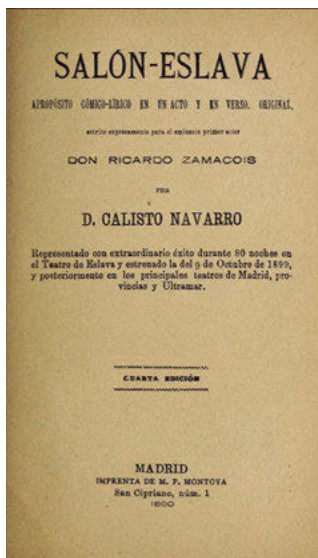 SALÓN-ESLAVA
APROPÓSITO CÓMICO-LÍRICO EN UN ACTO Y EN VERSO, ORIGINAL,
escrito expresamente para el eminente primer actor
DON RICARDO ZAMACOIS
POR
D. CALISTO NAVARRO
Representado con extraordinario éxito durante 80 noches en
el Teatro de Eslava y estrenado la del 9 de Octubre de 1899,
y posteriormente en los principales teatros de Madrid, pro-
vincias y Ultramar.
CUARTA EDICIÓN
MADRID
IMPRENTA DE M. P. MONTOYA
San Cipriano, núm. 1
1900